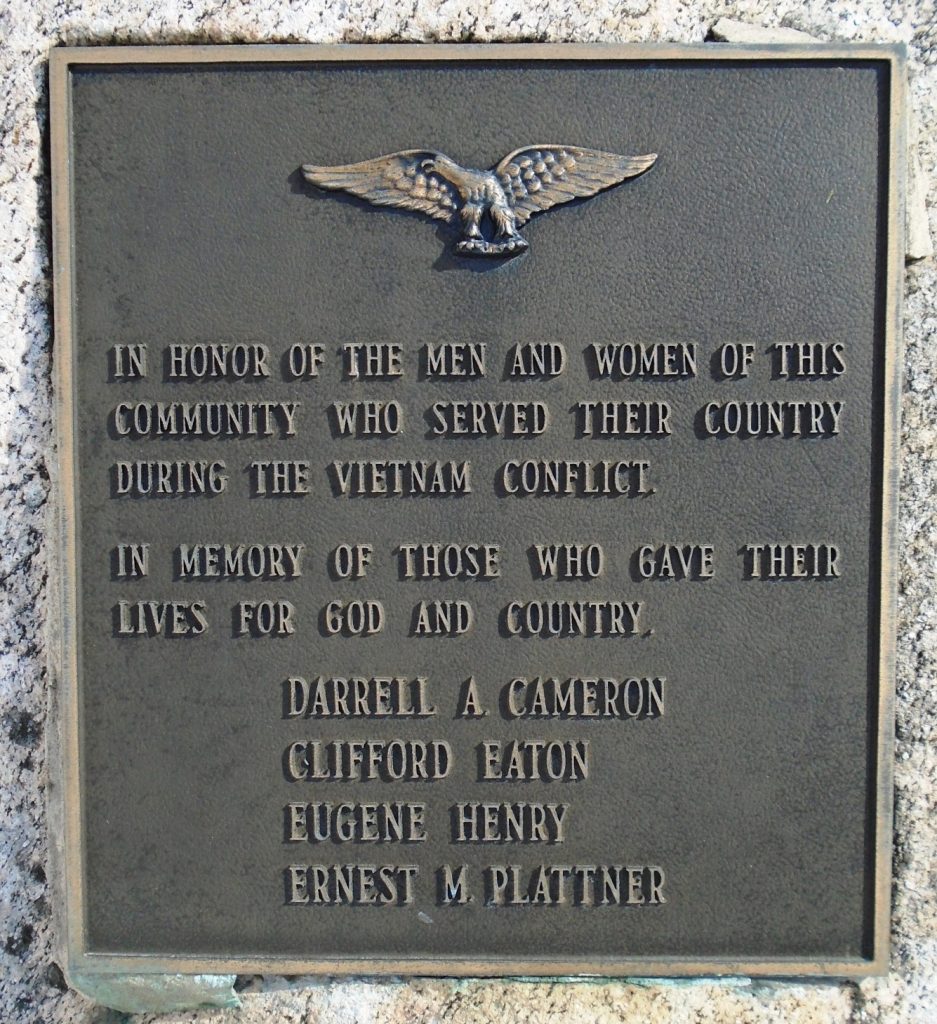 IN HONOR OF THE MEN AND WOMEN OF THIS
COMMUNITY WHO SERVED THEIR COUNTRY
DURING THE VIETNAM CONFLICT.
IN MEMORY OF THOSE WHO GAVE THEIR
LIVES FOR GOD AND COUNTRY.
DARRELL A. CAMERON
CLIFFORD EATON
EUGENE HENRY
ERNEST M. PLATTNER